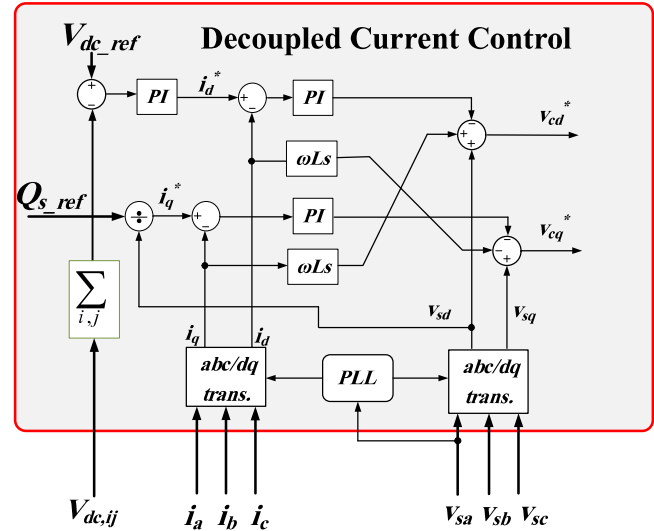 Decoupled Current Control
V_dc_ref
+
−
PI
i_d*
+
−
PI
−
+
+
v_cd*
ωLs
Q_s_ref
÷
i_q*
+
−
PI
−
−
+
v_cq*
ωLs
∑
i,j
i_q
i_d
v_sd
v_sq
abc/dq
trans.
PLL
abc/dq
trans.
V_dc,ij
i_a
i_b
i_c
v_sa
v_sb
v_sc